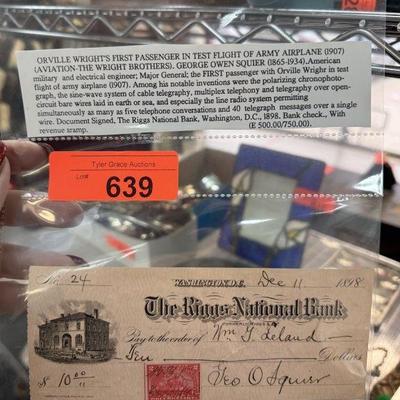 ORVILLE WRIGHT'S FIRST PASSENGER IN TEST FLIGHT OF ARMY AIRPLANE (1907)
(AVIATION-THE WRIGHT BROTHERS). GEORGE OWEN SQUIER (1865-1934). American
military and electrical engineer; Major General; the FIRST passenger with Orville Wrighr in test
flight of army airplane (1907). Among his notable inventions were the polarizing chronophoto-
graph, the sine-wave system of cable telegraphy, multiplex telephony and telegraphy over open-
circuit bare wires laid in earth or sea, and especially the line radio system permitting
simultaneously as many as five telephone conversations and 40 telegraph messages over a single
wire. Document Signed, The Riggs National Bank, Washington, D.C., 1898. Bank check., With
revenue sramp. (E 500.00/750.00).
Tyler Grace Auctions
Lot#
639
No. 24 WASHINGTON, D.C. Dec 11 1898
The Riggs National Bank
Pay to the order of Wm G. Leland
Ten Dollars
$ 10.00 Geo O Squier